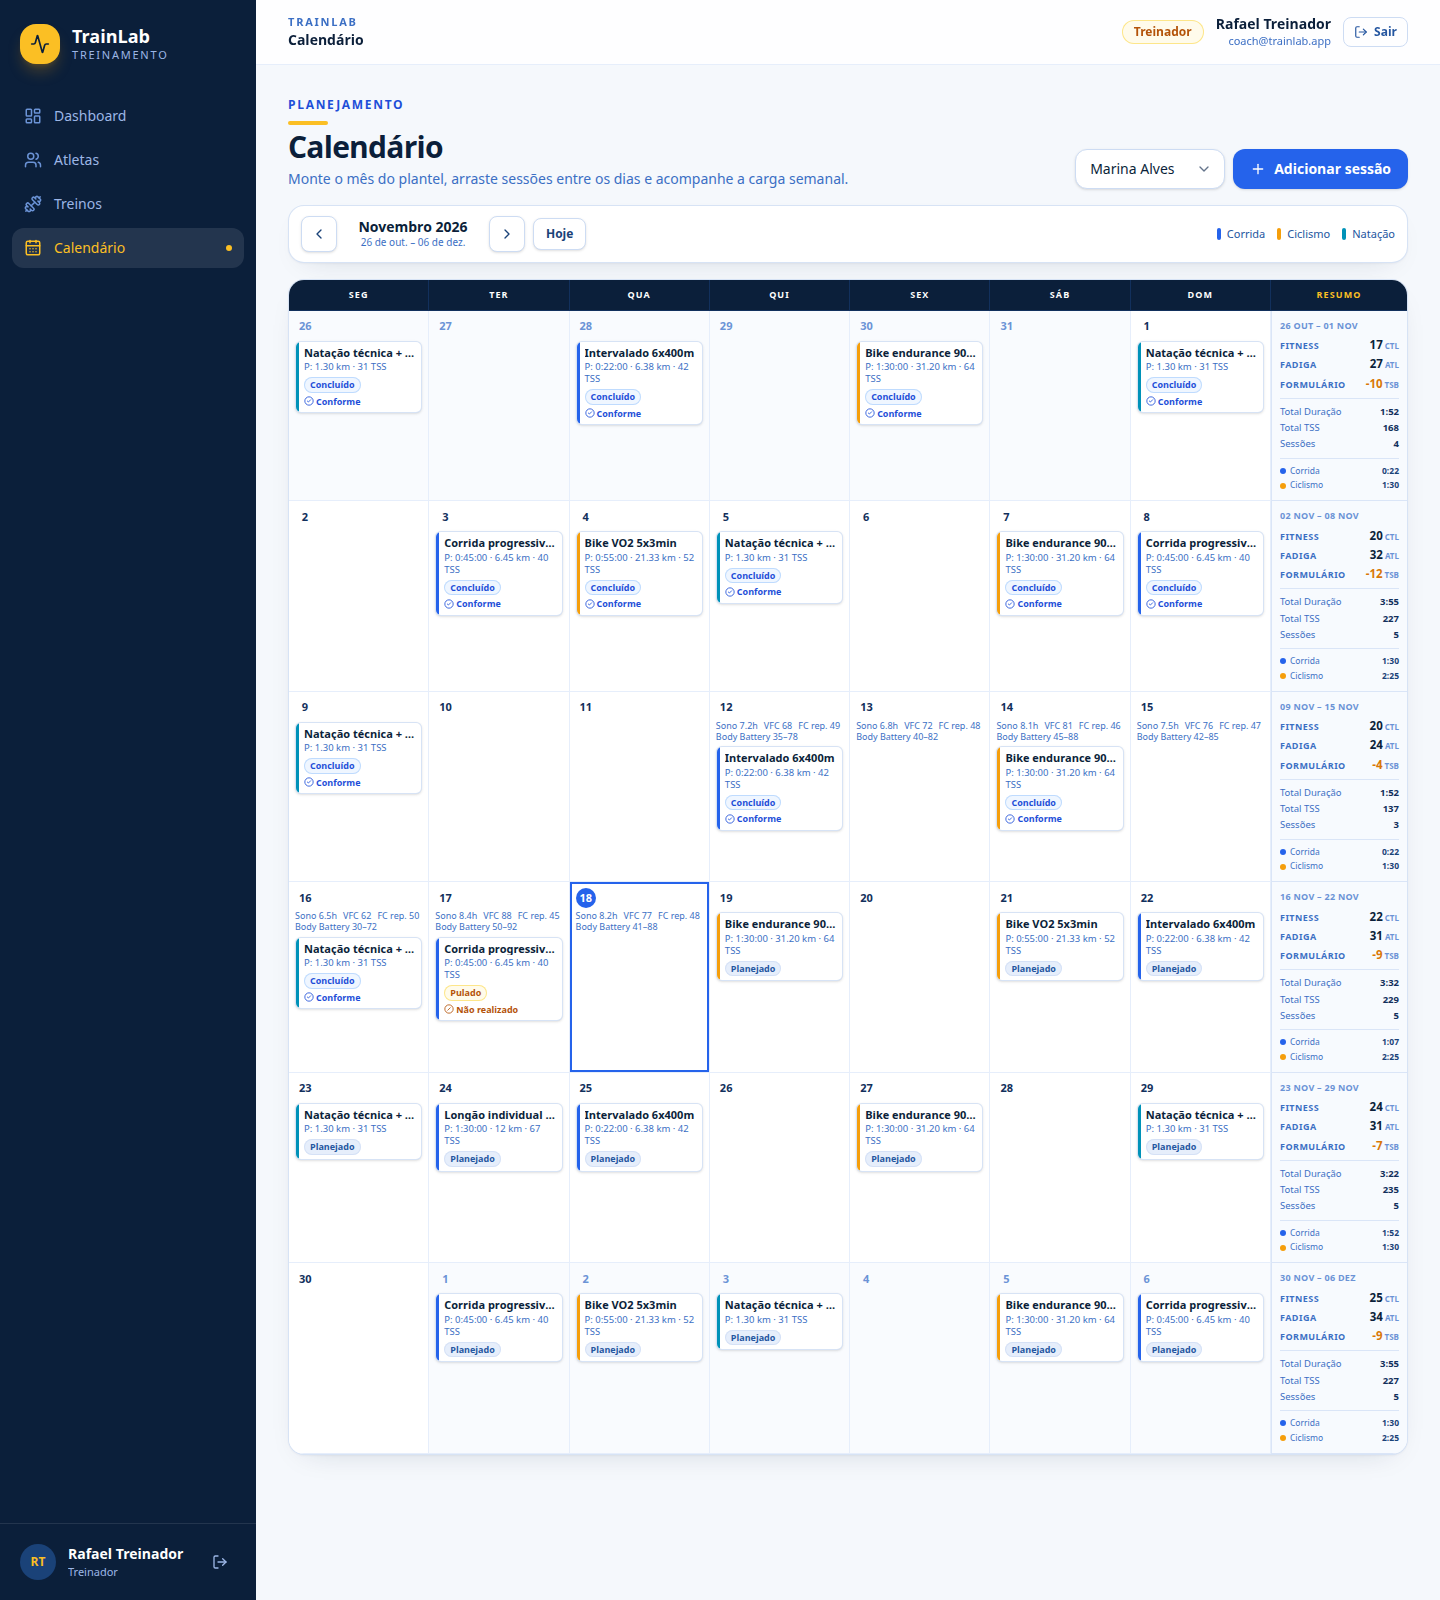 TrainLab
TREINAMENTO
Dashboard
Atletas
Treinos
Calendário
RT
Rafael Treinador
Treinador
TRAINLAB
Calendário
Treinador
Rafael Treinador
coach@trainlab.app
Sair
PLANEJAMENTO
Calendário
Monte o mês do plantel, arraste sessões entre os dias e acompanhe a carga semanal.
Marina Alves
Adicionar sessão
Novembro 2026
26 de out. – 06 de dez.
Hoje
Corrida
Ciclismo
Natação
SEG
TER
QUA
QUI
SEX
SÁB
DOM
RESUMO
26
Natação técnica + ...
P: 1.30 km · 31 TSS
Concluído
Conforme
27
28
Intervalado 6x400m
P: 0:22:00 · 6.38 km · 42
TSS
Concluído
Conforme
29
30
Bike endurance 90...
P: 1:30:00 · 31.20 km · 64
TSS
Concluído
Conforme
31
1
Natação técnica + ...
P: 1.30 km · 31 TSS
Concluído
Conforme
26 OUT – 01 NOV
FITNESS 17 CTL
FADIGA 27 ATL
FORMULÁRIO -10 TSB
Total Duração 1:52
Total TSS 168
Sessões 4
Corrida 0:22
Ciclismo 1:30
2
3
Corrida progressiv...
P: 0:45:00 · 6.45 km · 40
TSS
Concluído
Conforme
4
Bike VO2 5x3min
P: 0:55:00 · 21.33 km · 52
TSS
Concluído
Conforme
5
Natação técnica + ...
P: 1.30 km · 31 TSS
Concluído
Conforme
6
7
Bike endurance 90...
P: 1:30:00 · 31.20 km · 64
TSS
Concluído
Conforme
8
Corrida progressiv...
P: 0:45:00 · 6.45 km · 40
TSS
Concluído
Conforme
02 NOV – 08 NOV
FITNESS 20 CTL
FADIGA 32 ATL
FORMULÁRIO -12 TSB
Total Duração 3:55
Total TSS 227
Sessões 5
Corrida 1:30
Ciclismo 2:25
9
Natação técnica + ...
P: 1.30 km · 31 TSS
Concluído
Conforme
10
11
12
Sono 7.2h VFC 68 FC rep. 49
Body Battery 35–78
Intervalado 6x400m
P: 0:22:00 · 6.38 km · 42
TSS
Concluído
Conforme
13
Sono 6.8h VFC 72 FC rep. 48
Body Battery 40–82
14
Sono 8.1h VFC 81 FC rep. 46
Body Battery 45–88
Bike endurance 90...
P: 1:30:00 · 31.20 km · 64
TSS
Concluído
Conforme
15
Sono 7.5h VFC 76 FC rep. 47
Body Battery 42–85
09 NOV – 15 NOV
FITNESS 20 CTL
FADIGA 24 ATL
FORMULÁRIO -4 TSB
Total Duração 1:52
Total TSS 137
Sessões 3
Corrida 0:22
Ciclismo 1:30
16
Sono 6.5h VFC 62 FC rep. 50
Body Battery 30–72
Natação técnica + ...
P: 1.30 km · 31 TSS
Concluído
Conforme
17
Sono 8.4h VFC 88 FC rep. 45
Body Battery 50–92
Corrida progressiv...
P: 0:45:00 · 6.45 km · 40
TSS
Pulado
Não realizado
18
Sono 8.2h VFC 77 FC rep. 48
Body Battery 41–88
19
Bike endurance 90...
P: 1:30:00 · 31.20 km · 64
TSS
Planejado
20
21
Bike VO2 5x3min
P: 0:55:00 · 21.33 km · 52
TSS
Planejado
22
Intervalado 6x400m
P: 0:22:00 · 6.38 km · 42
TSS
Planejado
16 NOV – 22 NOV
FITNESS 22 CTL
FADIGA 31 ATL
FORMULÁRIO -9 TSB
Total Duração 3:32
Total TSS 229
Sessões 5
Corrida 1:07
Ciclismo 2:25
23
Natação técnica + ...
P: 1.30 km · 31 TSS
Planejado
24
Longão individual ...
P: 1:30:00 · 12 km · 67
TSS
Planejado
25
Intervalado 6x400m
P: 0:22:00 · 6.38 km · 42
TSS
Planejado
26
27
Bike endurance 90...
P: 1:30:00 · 31.20 km · 64
TSS
Planejado
28
29
Natação técnica + ...
P: 1.30 km · 31 TSS
Planejado
23 NOV – 29 NOV
FITNESS 24 CTL
FADIGA 31 ATL
FORMULÁRIO -7 TSB
Total Duração 3:22
Total TSS 235
Sessões 5
Corrida 1:52
Ciclismo 1:30
30
1
Corrida progressiv...
P: 0:45:00 · 6.45 km · 40
TSS
Planejado
2
Bike VO2 5x3min
P: 0:55:00 · 21.33 km · 52
TSS
Planejado
3
Natação técnica + ...
P: 1.30 km · 31 TSS
Planejado
4
5
Bike endurance 90...
P: 1:30:00 · 31.20 km · 64
TSS
Planejado
6
Corrida progressiv...
P: 0:45:00 · 6.45 km · 40
TSS
Planejado
30 NOV – 06 DEZ
FITNESS 25 CTL
FADIGA 34 ATL
FORMULÁRIO -9 TSB
Total Duração 3:55
Total TSS 227
Sessões 5
Corrida 1:30
Ciclismo 2:25